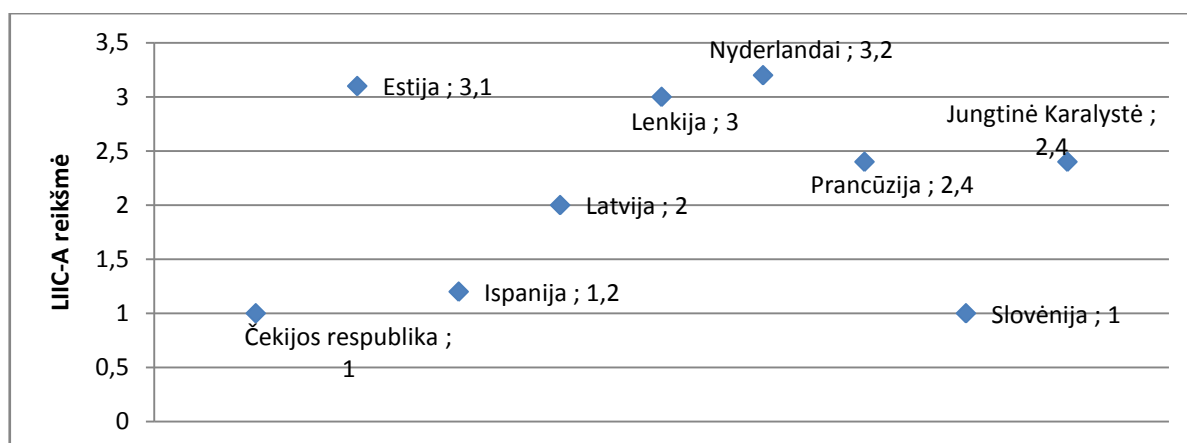 LIIC-A reikšmė
3,5
3
2,5
2
1,5
1
0,5
0
Čekijos respublika ;
1
Estija ; 3,1
Ispanija ; 1,2
Latvija ; 2
Lenkija ; 3
Nyderlandai ; 3,2
Prancūzija ; 2,4
Slovėnija ; 1
Jungtinė Karalystė ;
2,4